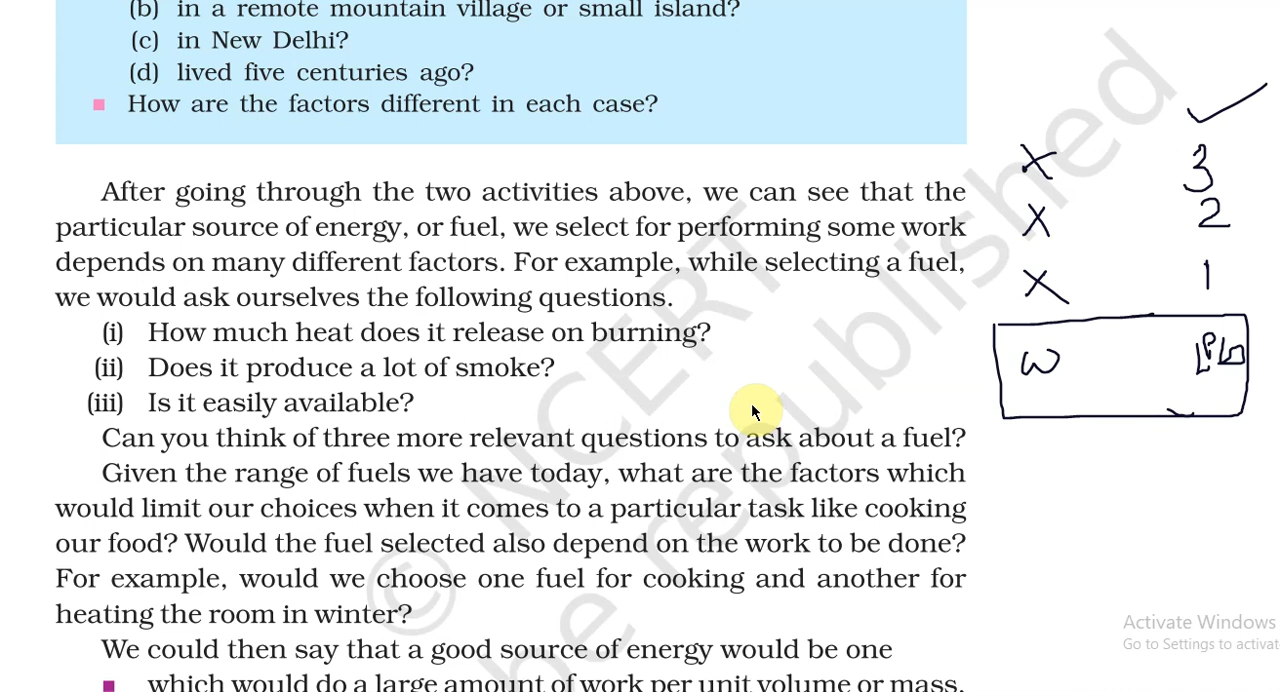 (b) in a remote mountain village or small island?
(c) in New Delhi?
(d) lived five centuries ago?
■ How are the factors different in each case?
After going through the two activities above, we can see that the
particular source of energy, or fuel, we select for performing some work
depends on many different factors. For example, while selecting a fuel,
we would ask ourselves the following questions.
(i) How much heat does it release on burning?
(ii) Does it produce a lot of smoke?
(iii) Is it easily available?
Can you think of three more relevant questions to ask about a fuel?
Given the range of fuels we have today, what are the factors which
would limit our choices when it comes to a particular task like cooking
our food? Would the fuel selected also depend on the work to be done?
For example, would we choose one fuel for cooking and another for
heating the room in winter?
We could then say that a good source of energy would be one
■ which would do a large amount of work per unit volume or mass,
X 3
X 2
X 1
W
© NCERT
be republished
Activate Windows
Go to Settings to activat